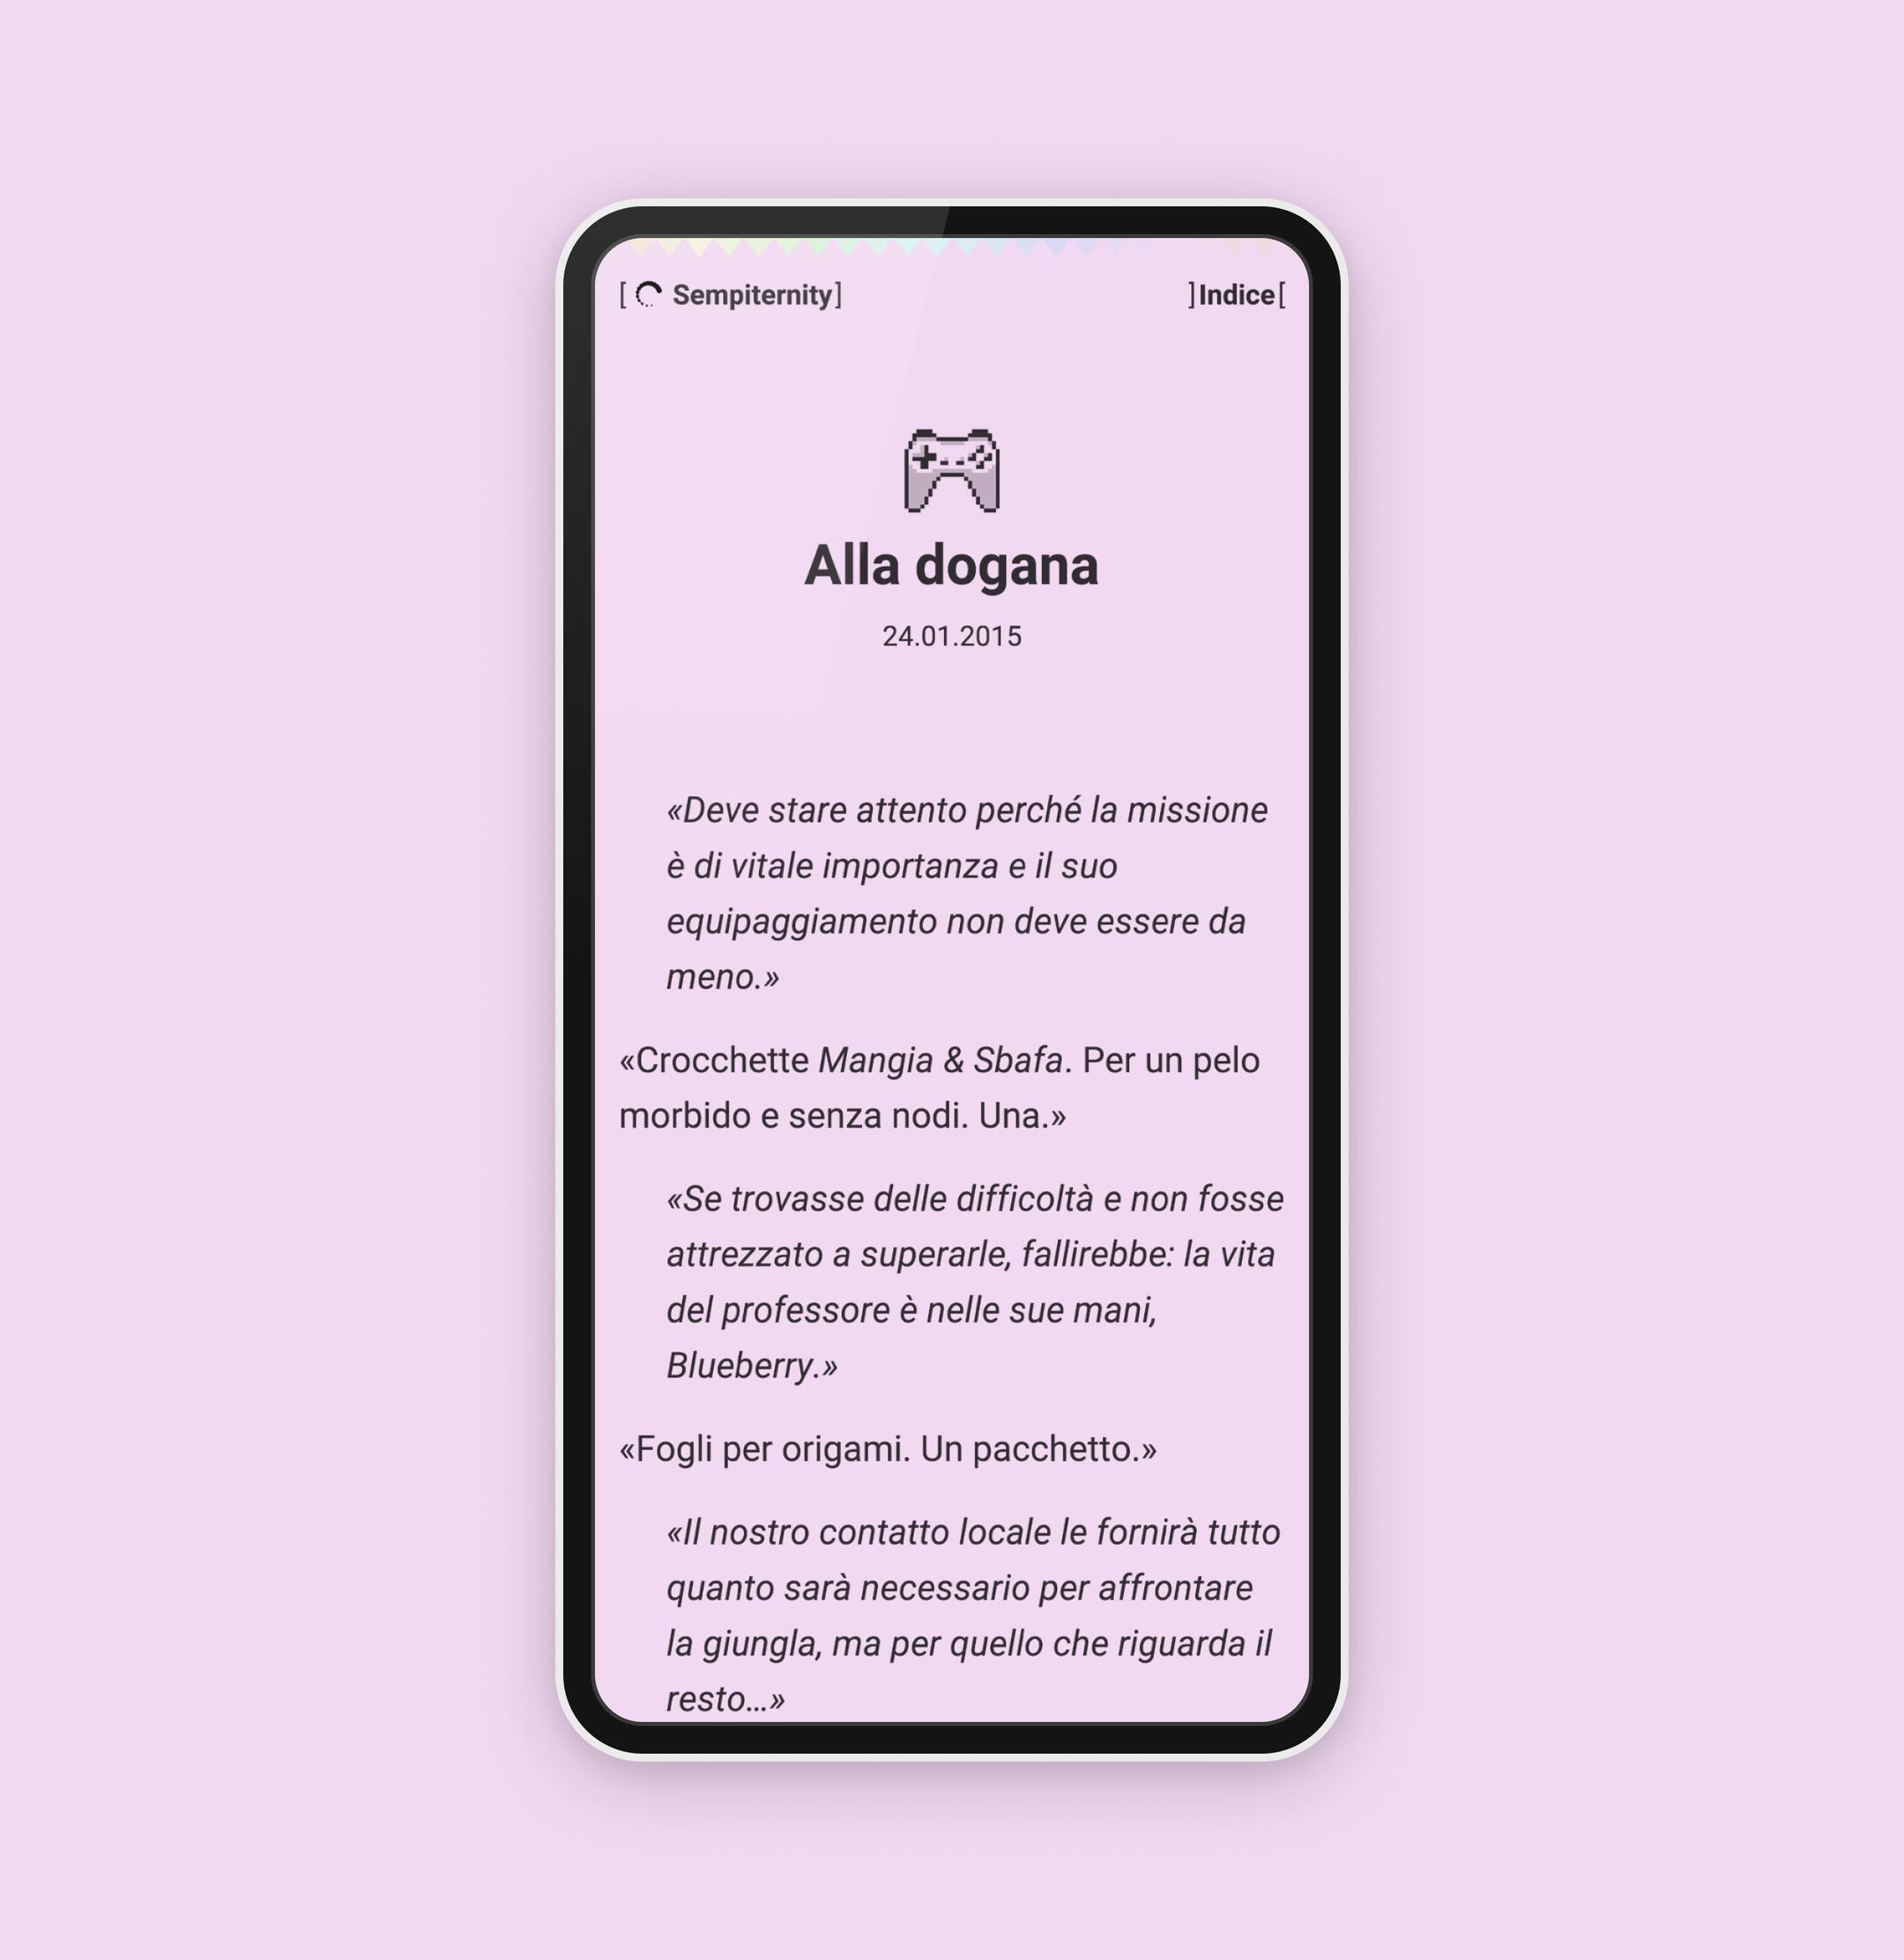 [ Sempiternity]
]Indice[
Alla dogana
24.01.2015
«Deve stare attento perché la missione
è di vitale importanza e il suo
equipaggiamento non deve essere da
meno.»
«Crocchette Mangia & Sbafa. Per un pelo
morbido e senza nodi. Una.»
«Se trovasse delle difficoltà e non fosse
attrezzato a superarle, fallirebbe: la vita
del professore è nelle sue mani,
Blueberry.»
«Fogli per origami. Un pacchetto.»
«Il nostro contatto locale le fornirà tutto
quanto sarà necessario per affrontare
la giungla, ma per quello che riguarda il
resto…»